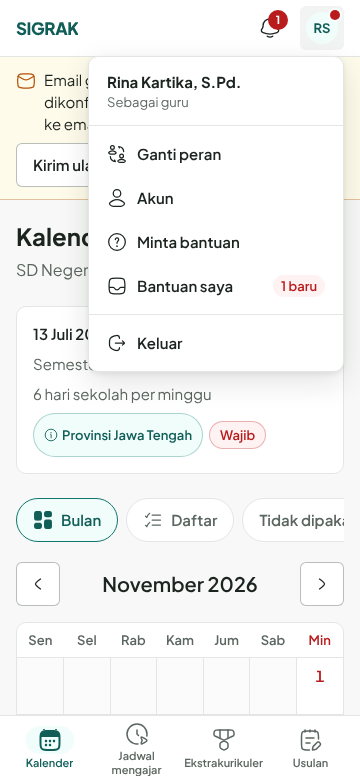 SIGRAK
1
RS
Email
dikonf
ke ema
Kirim ula
Rina Kartika, S.Pd.
Sebagai guru
Ganti peran
Akun
Minta bantuan
Bantuan saya
1 baru
Keluar
Kalend
SD Neger
13 Juli 20
Semest
6 hari sekolah per minggu
Provinsi Jawa Tengah
Wajib
Bulan
Daftar
Tidak dipaka
November 2026
Sen Sel Rab Kam Jum Sab Min
1
Kalender
Jadwal
mengajar
Ekstrakurikuler
Usulan